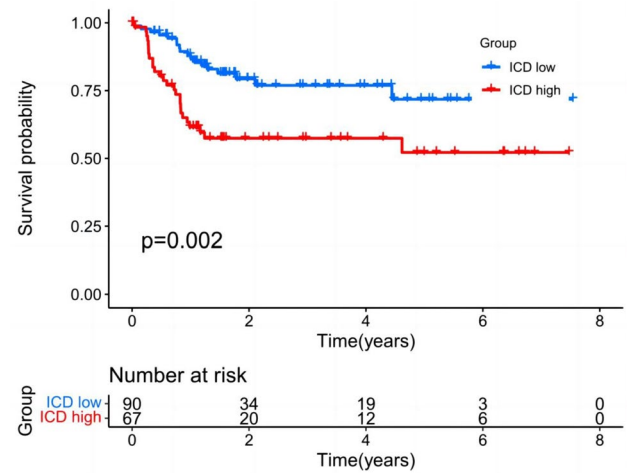 1.00
0.75
0.50
0.25
0.00
Survival probability
Group
ICD low
ICD high
p=0.002
0 2 4 6 8
Time(years)
Number at risk
Group
ICD low 90 34 19 3 0
ICD high 67 20 12 6 0
0 2 4 6 8
Time(years)